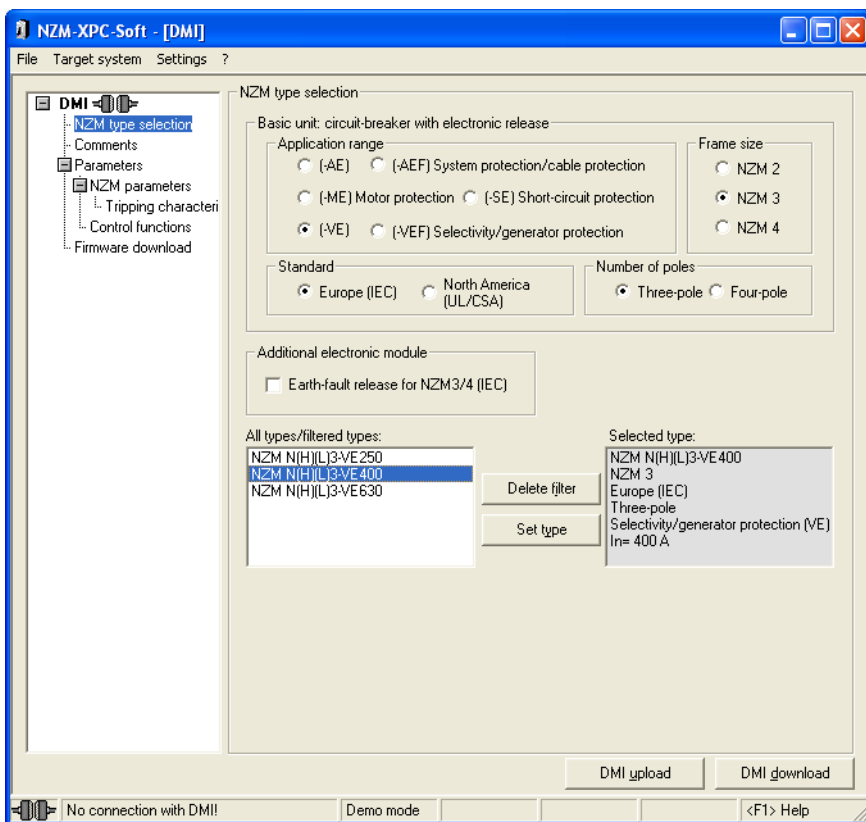 NZM-XPC-Soft - [DMI]
File Target system Settings ?
DMI
NZM type selection
Comments
Parameters
NZM parameters
Tripping characteri
Control functions
Firmware download
NZM type selection
Basic unit: circuit-breaker with electronic release
Application range
(-AE) (-AEF) System protection/cable protection
(-ME) Motor protection (-SE) Short-circuit protection
(-VE) (-VEF) Selectivity/generator protection
Frame size
NZM 2
NZM 3
NZM 4
Standard
Europe (IEC)
North America
(UL/CSA)
Number of poles
Three-pole Four-pole
Additional electronic module
Earth-fault release for NZM3/4 (IEC)
All types/filtered types:
NZM N(H)(L)3-VE250
NZM N(H)(L)3-VE400
NZM N(H)(L)3-VE630
Delete filter
Set type
Selected type:
NZM N(H)(L)3-VE400
NZM 3
Europe (IEC)
Three-pole
Selectivity/generator protection (VE)
In= 400 A
DMI upload DMI download
No connection with DMI! Demo mode <F1> Help